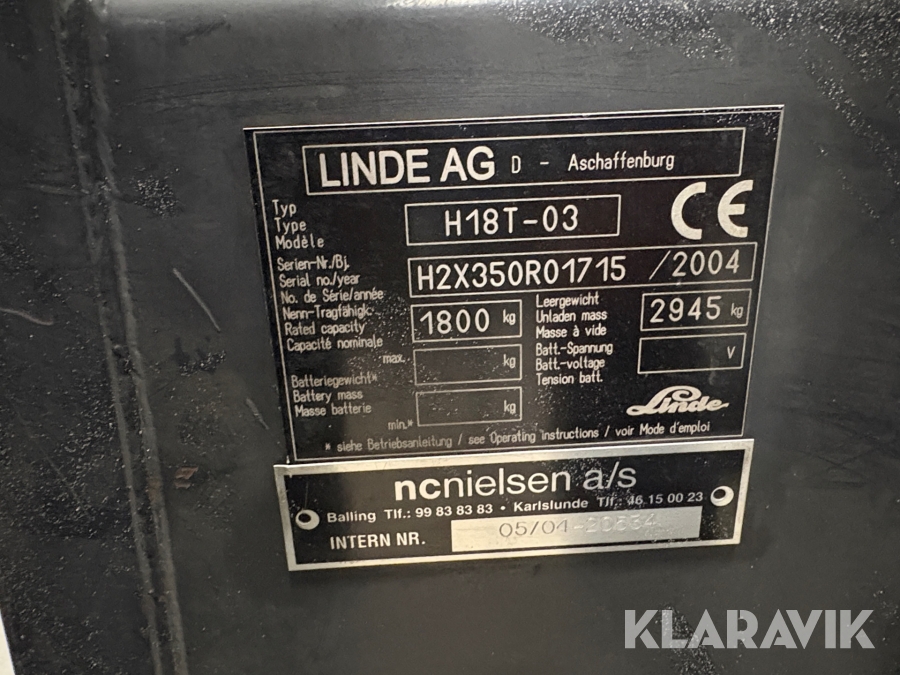 LINDE AG D - Aschaffenburg
Typ
Type
Modèle
H18T-03
CE
Serien-Nr./Bj.
Serial no./year
No. de Série/année
H2X350R01715 / 2004
Nenn-Tragfähigk.
Rated capacity
Capacité nominale
1800 kg
Leergewicht
Unladen mass
Masse à vide
2945 kg
max. kg
Batteriegewicht*
Battery mass
Masse batterie
min.* kg
Batt.-Spannung
Batt.-voltage
Tension batt.
V
Linde
* siehe Betriebsanleitung / see Operating instructions / voir Mode d'emploi
ncnielsen a/s
Balling Tlf.: 99 83 83 83 • Karlslunde Tlf.: 46 15 00 23
INTERN NR. 05/04-20534
KLARAVIK